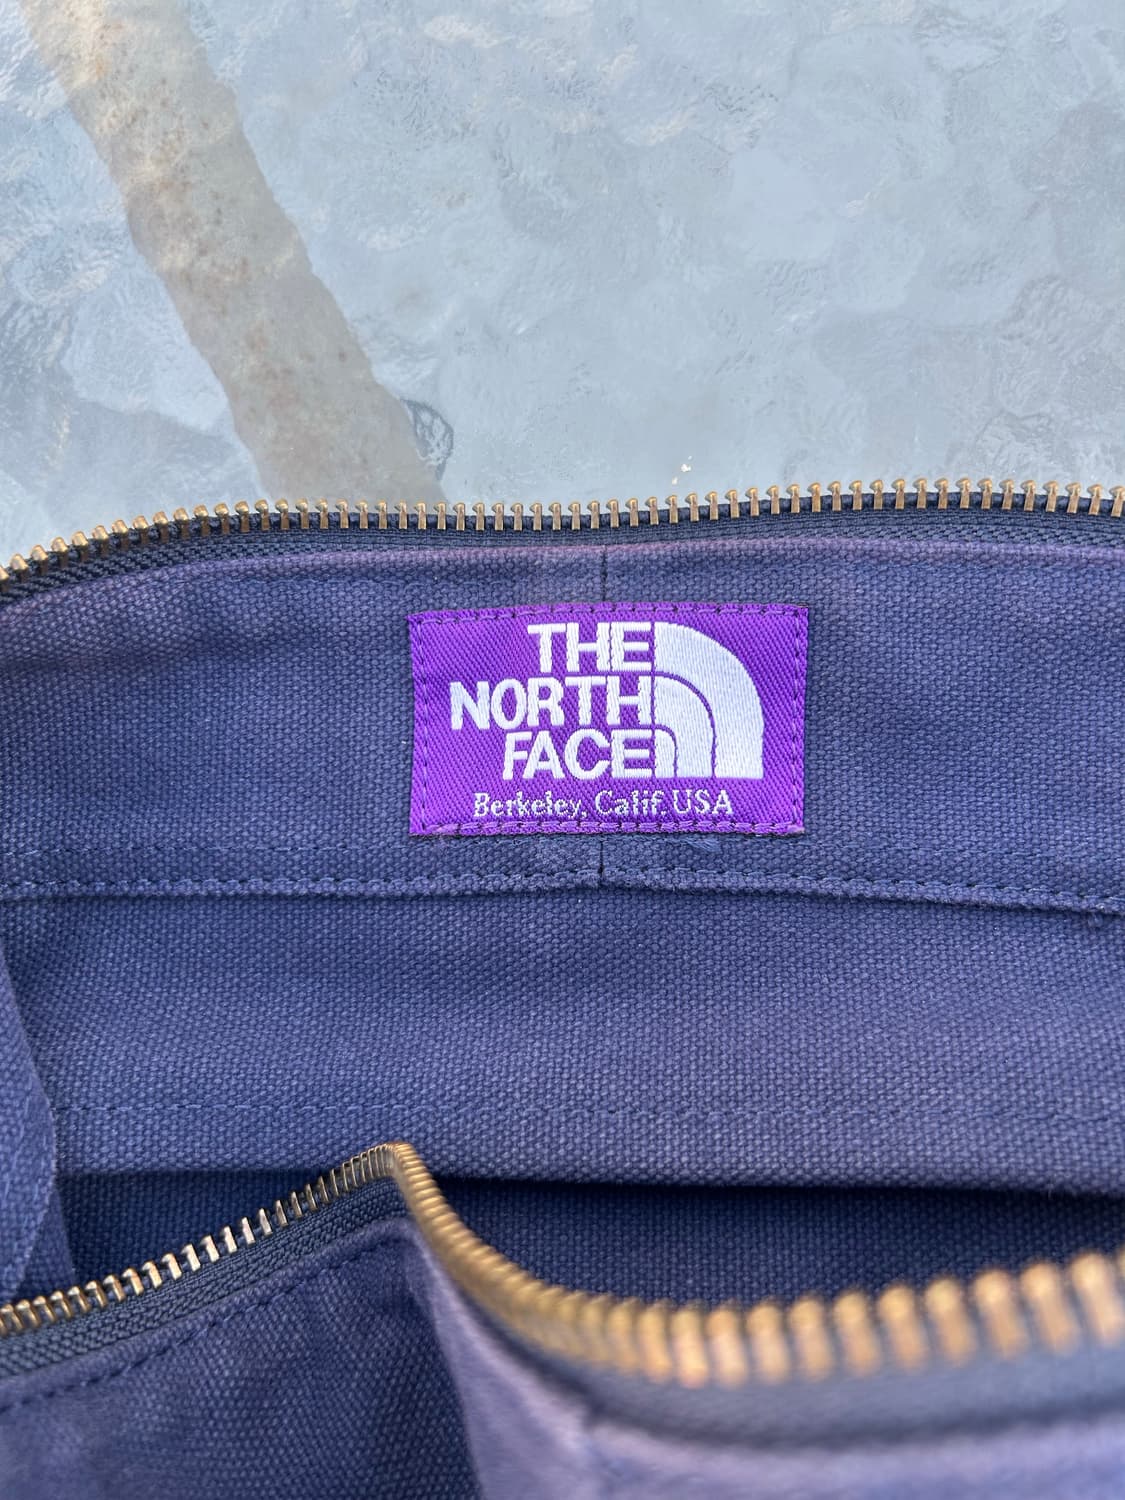 THE
NORTH
FACE
Berkeley, Calif. USA